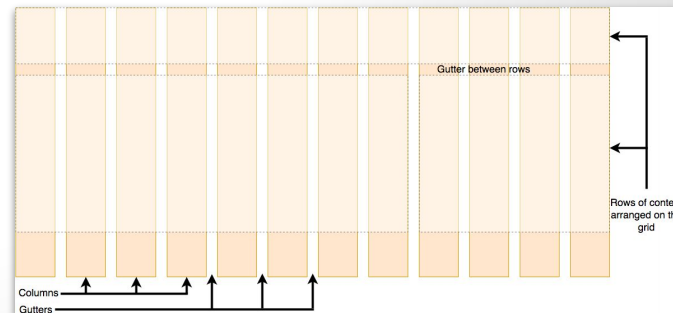 Gutter between rows
Rows of conte
arranged on th
grid
Columns
Gutters